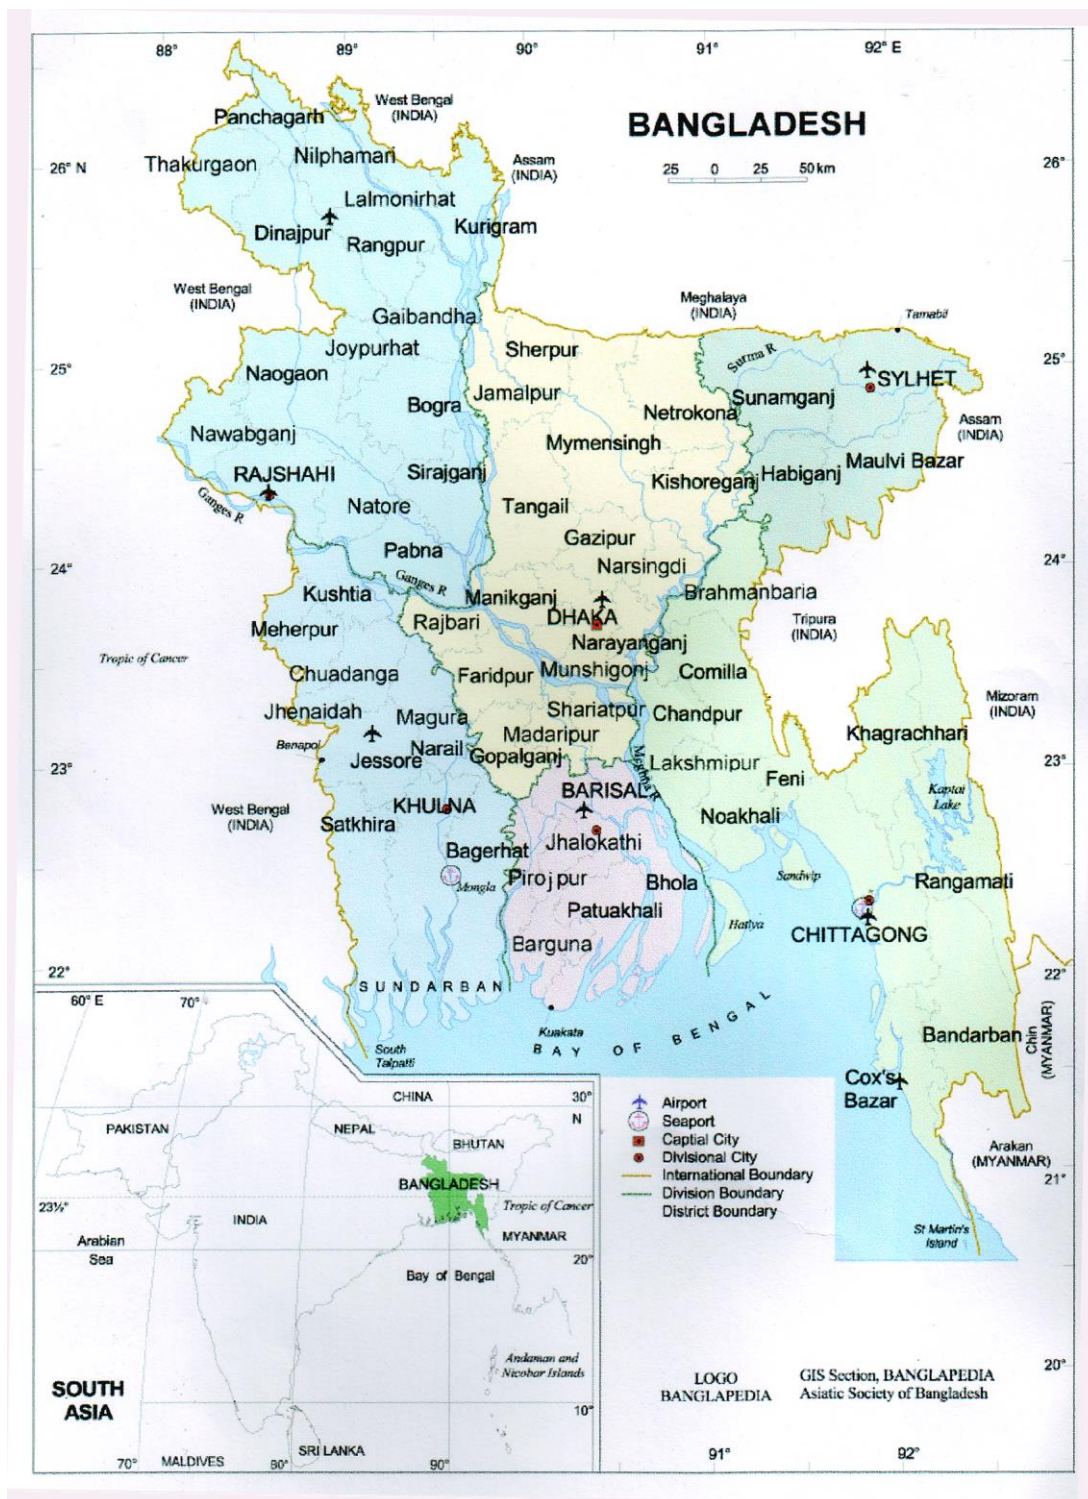 88°
89°
90°
91°
92° E
BANGLADESH
25 0 25 50 km
West Bengal
(INDIA)
Panchagarh
Thakurgaon
Nilphamari
Assam
(INDIA)
26° N
26°
Lalmonirhat
Dinajpur
Rangpur
Kurigram
West Bengal
(INDIA)
Meghalaya
(INDIA)
Tamabil
Gaibandha
Joypurhat
Sherpur
Surma R
25°
25°
Naogaon
SYLHET
Jamalpur
Sunamganj
Bogra
Netrokona
Assam
(INDIA)
Nawabganj
Mymensingh
Maulvi Bazar
RAJSHAHI
Sirajganj
Kishoreganj
Habiganj
Ganges R
Natore
Tangail
Gazipur
Pabna
24°
24°
Narsingdi
Ganges R
Kushtia
Manikganj
Brahmanbaria
DHAKA
Rajbari
Tripura
(INDIA)
Meherpur
Narayanganj
Tropic of Cancer
Chuadanga
Faridpur
Munshigonj
Comilla
Mizoram
(INDIA)
Jhenaidah
Magura
Shariatpur
Chandpur
Madaripur
Khagrachhari
Benapol
Narail
Jessore
Gopalganj
Meghna R
Lakshmipur
23°
23°
Feni
BARISAL
Kaptai
Lake
West Bengal
(INDIA)
KHULNA
Satkhira
Noakhali
Jhalokathi
Bagerhat
Mongla
Pirojpur
Bhola
Sandwip
Rangamati
Patuakhali
Hatiya
CHITTAGONG
Barguna
22°
22°
SUNDARBAN
Kuakata
BAY OF BENGAL
Bandarban
Chin
(MYANMAR)
South
Talpatti
Cox's
Bazar
Arakan
(MYANMAR)
21°
St Martin's
Island
20°
Airport
Seaport
Captial City
Divisional City
International Boundary
Division Boundary
District Boundary
60° E
70°
CHINA
30°
N
PAKISTAN
NEPAL
BHUTAN
BANGLADESH
23½°
Tropic of Cancer
INDIA
MYANMAR
Arabian
Sea
20°
Bay of Bengal
Andaman and
Nicobar Islands
SOUTH
ASIA
10°
SRI LANKA
70°
MALDIVES
80°
90°
LOGO
BANGLAPEDIA
GIS Section, BANGLAPEDIA
Asiatic Society of Bangladesh
91°
92°